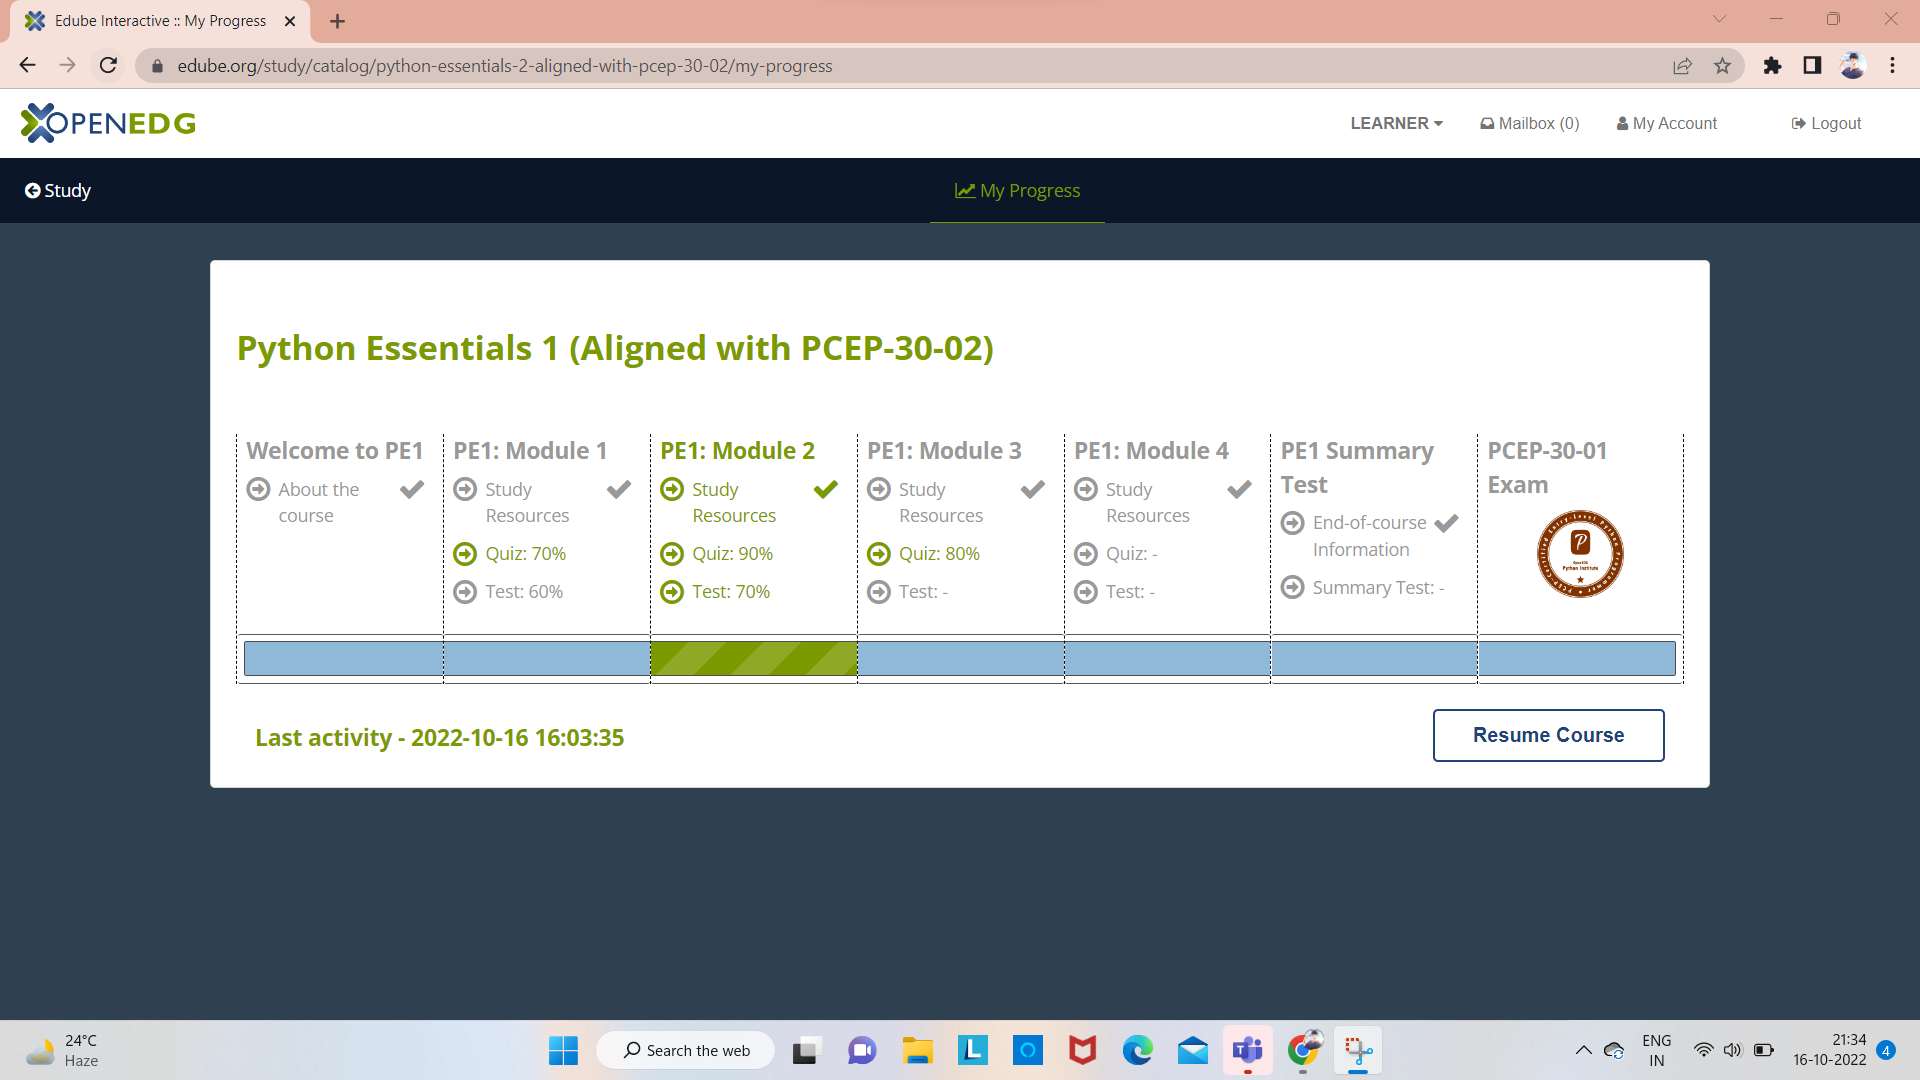 Edube Interactive :: My Progress
edube.org/study/catalog/python-essentials-2-aligned-with-pcep-30-02/my-progress
OPENEDG
LEARNER
Mailbox (0)
My Account
Logout
Study
My Progress
Python Essentials 1 (Aligned with PCEP-30-02)
Welcome to PE1
About the
course
PE1: Module 1
Study
Resources
Quiz: 70%
Test: 60%
PE1: Module 2
Study
Resources
Quiz: 90%
Test: 70%
PE1: Module 3
Study
Resources
Quiz: 80%
Test: -
PE1: Module 4
Study
Resources
Quiz: -
Test: -
PE1 Summary
Test
End-of-course
Information
Summary Test: -
PCEP-30-01
Exam
Python Institute
Last activity - 2022-10-16 16:03:35
Resume Course
24°C
Haze
Search the web
ENG
IN
21:34
16-10-2022
4